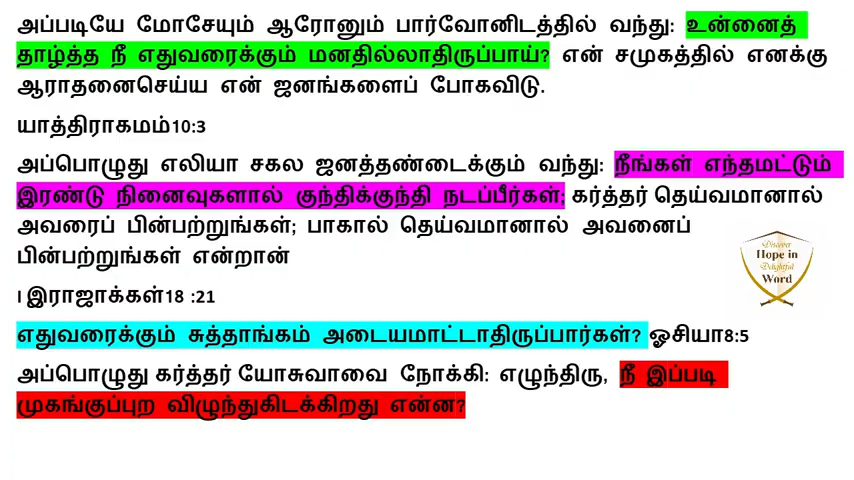 அப்படியே மோசேயும் ஆரோனும் பார்வோனிடத்தில் வந்து: உன்னைத்
தாழ்த்த நீ எதுவரைக்கும் மனதில்லாதிருப்பாய்? என் சமுகத்தில் எனக்கு
ஆராதனைசெய்ய என் ஜனங்களைப் போகவிடு.
யாத்திராகமம்10:3
அப்பொழுது எலியா சகல ஜனத்தண்டைக்கும் வந்து: நீங்கள் எந்தமட்டும்
இரண்டு நினைவுகளால் குந்திக்குந்தி நடப்பீர்கள்; கர்த்தர் தெய்வமானால்
அவரைப் பின்பற்றுங்கள்; பாகால் தெய்வமானால் அவனைப்
பின்பற்றுங்கள் என்றான்
Discover
Hope in
Delightful
Word
I இராஜாக்கள்18 :21
எதுவரைக்கும் சுத்தாங்கம் அடையமாட்டாதிருப்பார்கள்? ஓசியா8:5
அப்பொழுது கர்த்தர் யோசுவாவை நோக்கி: எழுந்திரு, நீ இப்படி
முகங்குப்புற விழுந்துகிடக்கிறது என்ன?